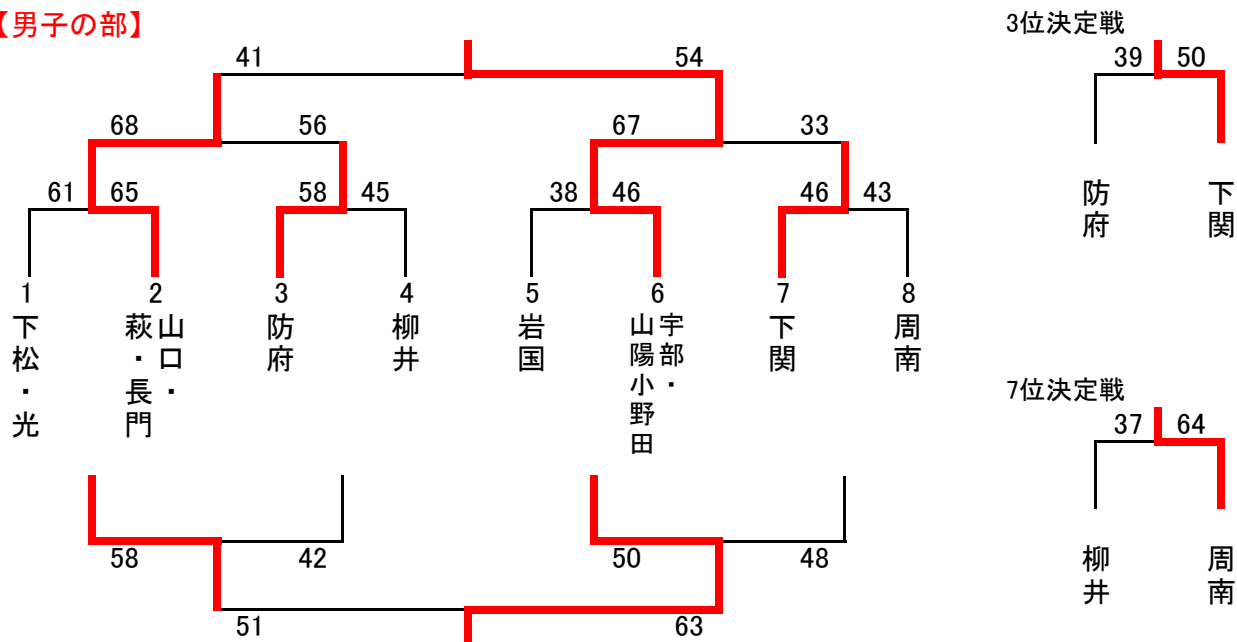 【男子の部】
3位決定戦
41 54
39 50
68 56 67 33
61 65 58 45 38 46 46 43
防府
下関
1 2 3 4 5 6 7 8
下松・光
山口・
萩・長門
防府
柳井
岩国
宇部・
山陽小野田
下関
周南
7位決定戦
37 64
柳井
周南
58 42 50 48
51 63